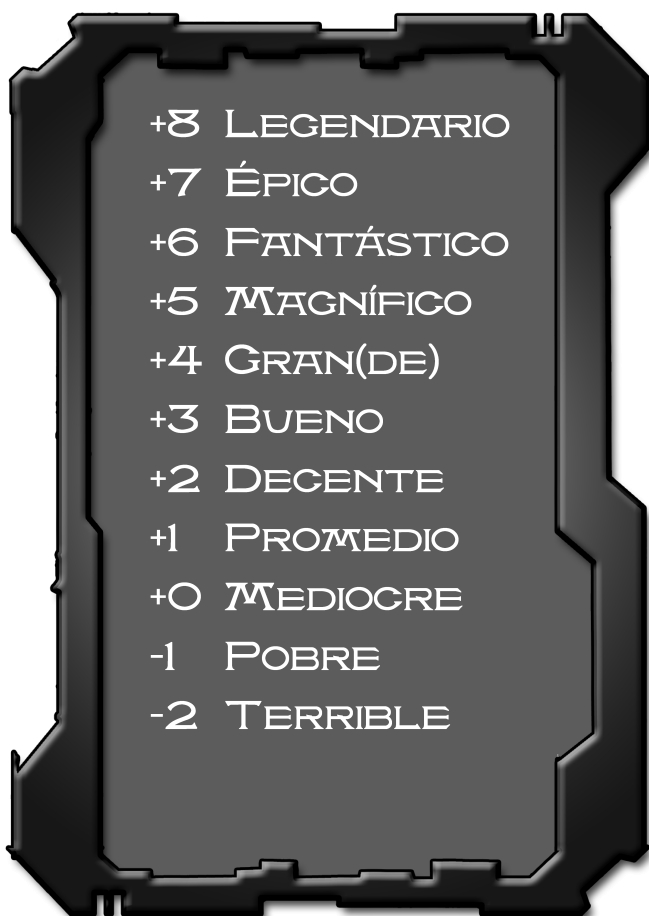 +8 Legendario
+7 Épico
+6 Fantástico
+5 Magnífico
+4 Gran(de)
+3 Bueno
+2 Decente
+1 Promedio
+0 Mediocre
-1 Pobre
-2 Terrible